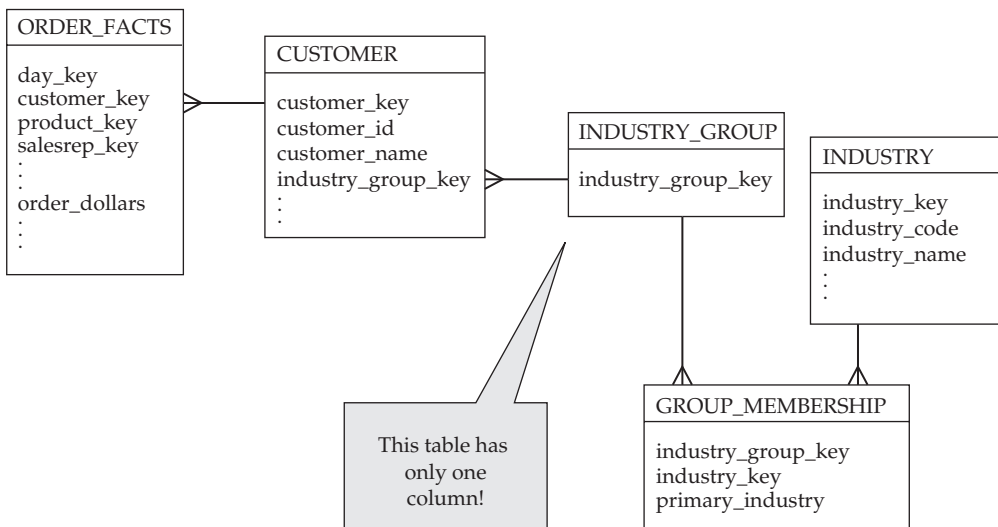 ORDER_FACTS
day_key
customer_key
product_key
salesrep_key
:
:
order_dollars
:
:
CUSTOMER
customer_key
customer_id
customer_name
industry_group_key
:
:
INDUSTRY_GROUP
industry_group_key
INDUSTRY
industry_key
industry_code
industry_name
:
:
This table has
only one
column!
GROUP_MEMBERSHIP
industry_group_key
industry_key
primary_industry